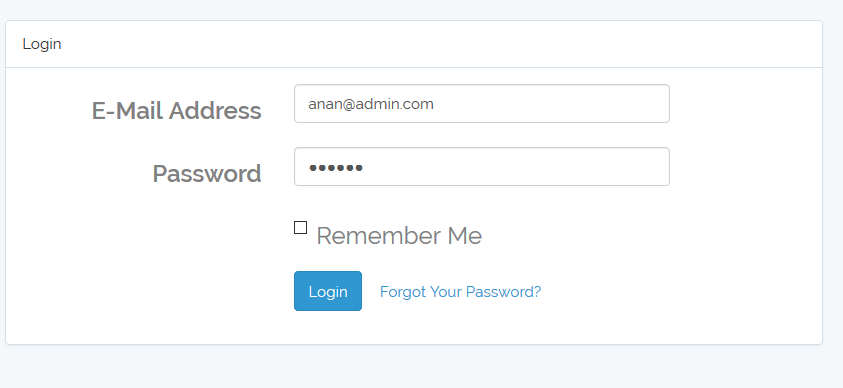 Login
E-Mail Address anan@admin.com
Password ••••••
Remember Me
Login Forgot Your Password?